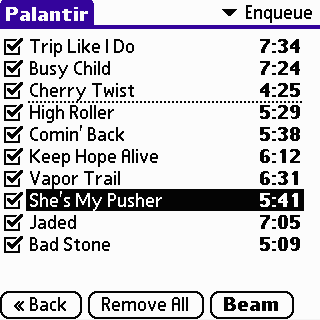 Palantir Enqueue
Trip Like I Do 7:34
Busy Child 7:24
Cherry Twist 4:25
High Roller 5:29
Comin' Back 5:38
Keep Hope Alive 6:12
Vapor Trail 6:31
She's My Pusher 5:41
Jaded 7:05
Bad Stone 5:09
« Back Remove All Beam